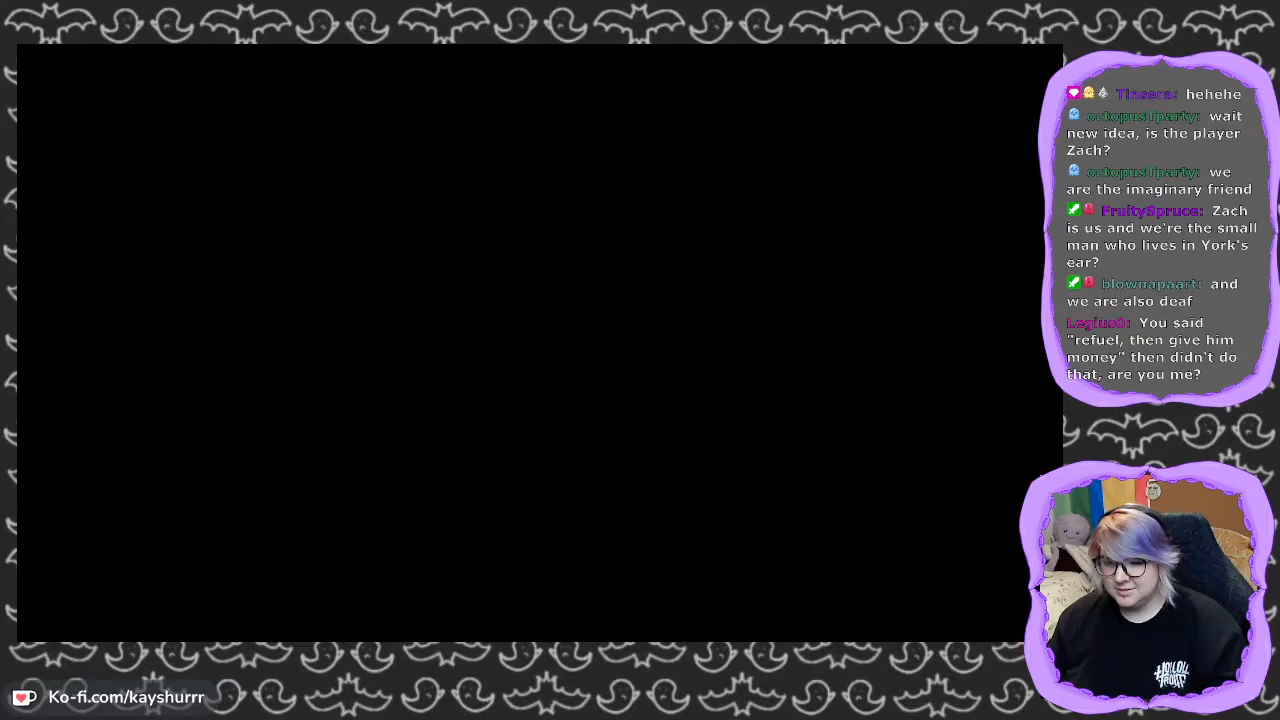 Tinsera: hehehe
octopusTparty: wait
new idea, is the player
Zach?
octopusTparty: we
are the imaginary friend
FruitySpruce: Zach
is us and we're the small
man who lives in York's
ear?
blownapaart: and
we are also deaf
Legius0: You said
"refuel, then give him
money" then didn't do
that, are you me?
Ko-fi.com/kayshurrr